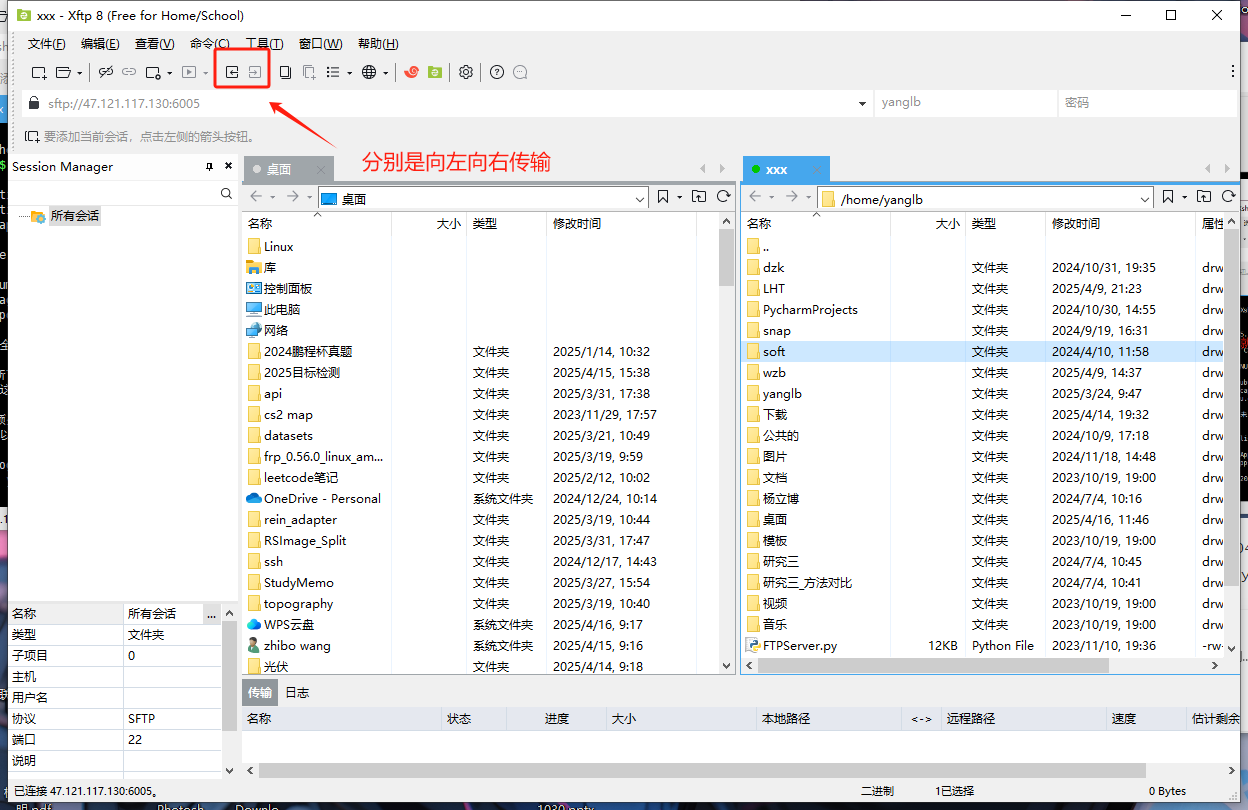 xxx - Xftp 8 (Free for Home/School)
文件(F) 编辑(E) 查看(V) 命令(C) 工具(T) 窗口(W) 帮助(H)
sftp://47.121.117.130:6005 yanglb 密码
要添加当前会话，点击左侧的箭头按钮。
分别是向左向右传输
Session Manager
所有会话
桌面
桌面
名称 大小 类型 修改时间
Linux
库
控制面板
此电脑
网络
2024鹏程杯真题 文件夹 2025/1/14, 10:32
2025目标检测 文件夹 2025/4/15, 15:38
api 文件夹 2025/3/31, 17:38
cs2 map 文件夹 2023/11/29, 17:57
datasets 文件夹 2025/3/21, 10:49
frp_0.56.0_linux_am... 文件夹 2025/3/19, 9:59
leetcode笔记 文件夹 2025/2/12, 10:02
OneDrive - Personal 系统文件夹 2024/12/24, 10:14
rein_adapter 文件夹 2025/3/19, 10:44
RSImage_Split 文件夹 2025/3/31, 17:47
ssh 文件夹 2024/12/17, 14:43
StudyMemo 文件夹 2025/3/27, 15:54
topography 文件夹 2025/3/19, 10:40
WPS云盘 系统文件夹 2025/4/16, 9:17
zhibo wang 系统文件夹 2025/4/15, 9:16
光伏 文件夹 2025/4/14, 9:18
xxx
/home/yanglb
名称 大小 类型 修改时间 属性
..
dzk 文件夹 2024/10/31, 19:35 drw
LHT 文件夹 2025/4/9, 21:23 drw
PycharmProjects 文件夹 2024/10/30, 14:55 drw
snap 文件夹 2024/9/19, 16:31 drw
soft 文件夹 2024/4/10, 11:58 drw
wzb 文件夹 2025/4/9, 14:37 drw
yanglb 文件夹 2025/3/24, 9:47 drw
下载 文件夹 2025/4/14, 19:32 drw
公共的 文件夹 2024/10/9, 17:18 drw
图片 文件夹 2024/11/18, 14:48 drw
文档 文件夹 2023/10/19, 19:00 drw
杨立博 文件夹 2024/7/4, 10:16 drw
桌面 文件夹 2025/4/16, 11:46 drw
模板 文件夹 2023/10/19, 19:00 drw
研究三 文件夹 2024/7/4, 10:45 drw
研究三_方法对比 文件夹 2024/7/4, 10:41 drw
视频 文件夹 2023/10/19, 19:00 drw
音乐 文件夹 2023/10/19, 19:00 drw
FTPServer.py 12KB Python File 2023/11/10, 19:36 -rw-
名称 所有会话 ...
类型 文件夹
子项目 0
主机
用户名
协议 SFTP
端口 22
说明
传输 日志
名称 状态 进度 大小 本地路径 <-> 远程路径 速度 估计剩余
已连接 47.121.117.130:6005。 二进制 1已选择 0 Bytes